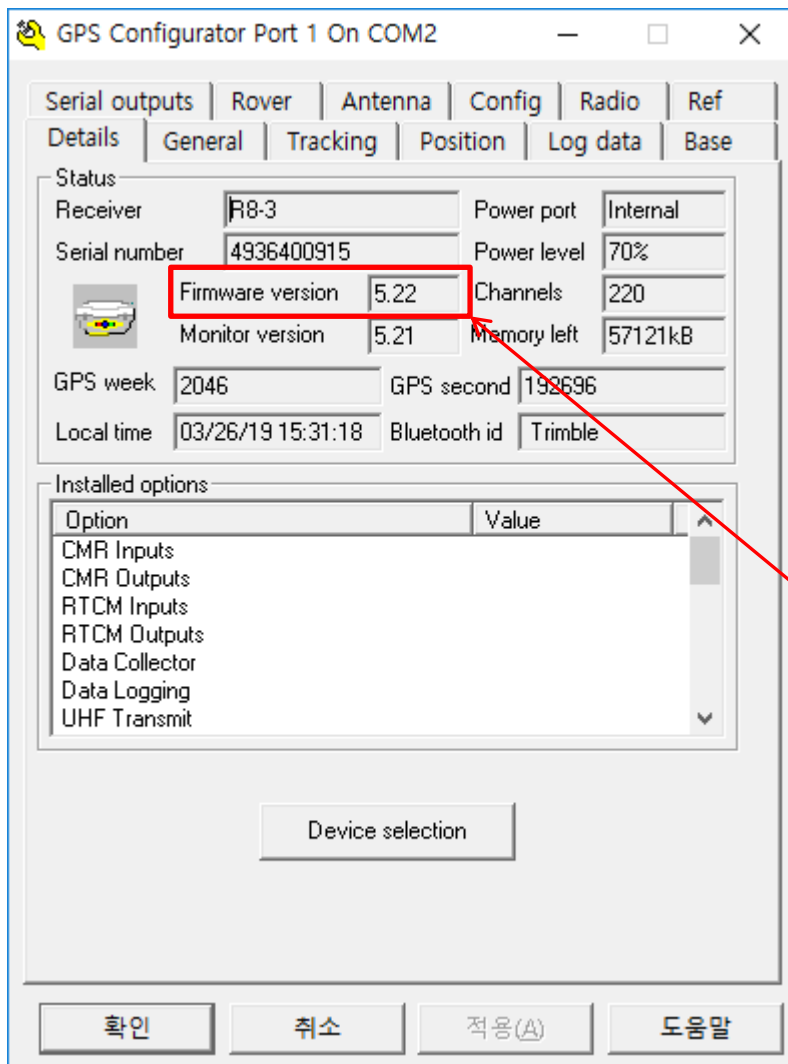 GPS Configurator Port 1 On COM2
Serial outputs Rover Antenna Config Radio Ref
Details General Tracking Position Log data Base
Status
Receiver R8-3 Power port Internal
Serial number 4936400915 Power level 70%
Firmware version 5.22 Channels 220
Monitor version 5.21 Memory left 57121kB
GPS week 2046 GPS second 192696
Local time 03/26/19 15:31:18 Bluetooth id Trimble
Installed options
Option Value
CMR Inputs
CMR Outputs
RTCM Inputs
RTCM Outputs
Data Collector
Data Logging
UHF Transmit
Device selection
확인 취소 적용(A) 도움말